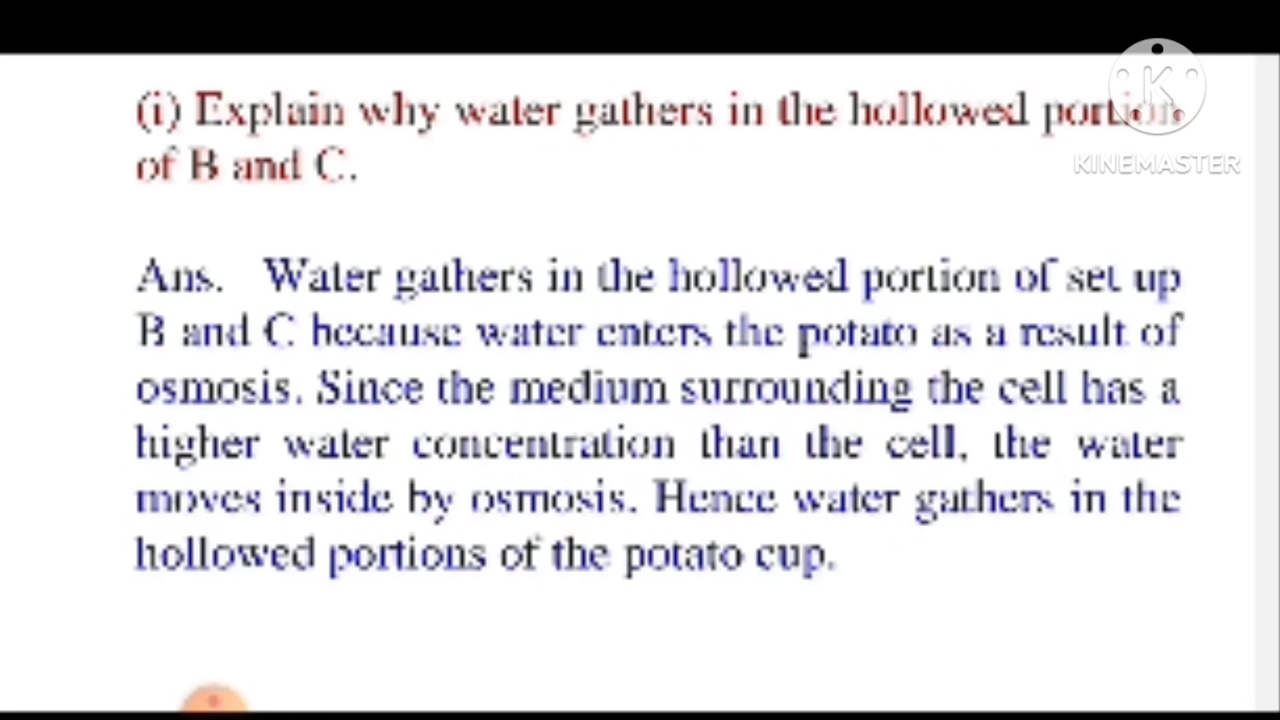 (i) Explain why water gathers in the hollowed portion
of B and C.
Ans. Water gathers in the hollowed portion of set up
B and C because water enters the potato as a result of
osmosis. Since the medium surrounding the cell has a
higher water concentration than the cell, the water
moves inside by osmosis. Hence water gathers in the
hollowed portions of the potato cup.
K
KINEMASTER